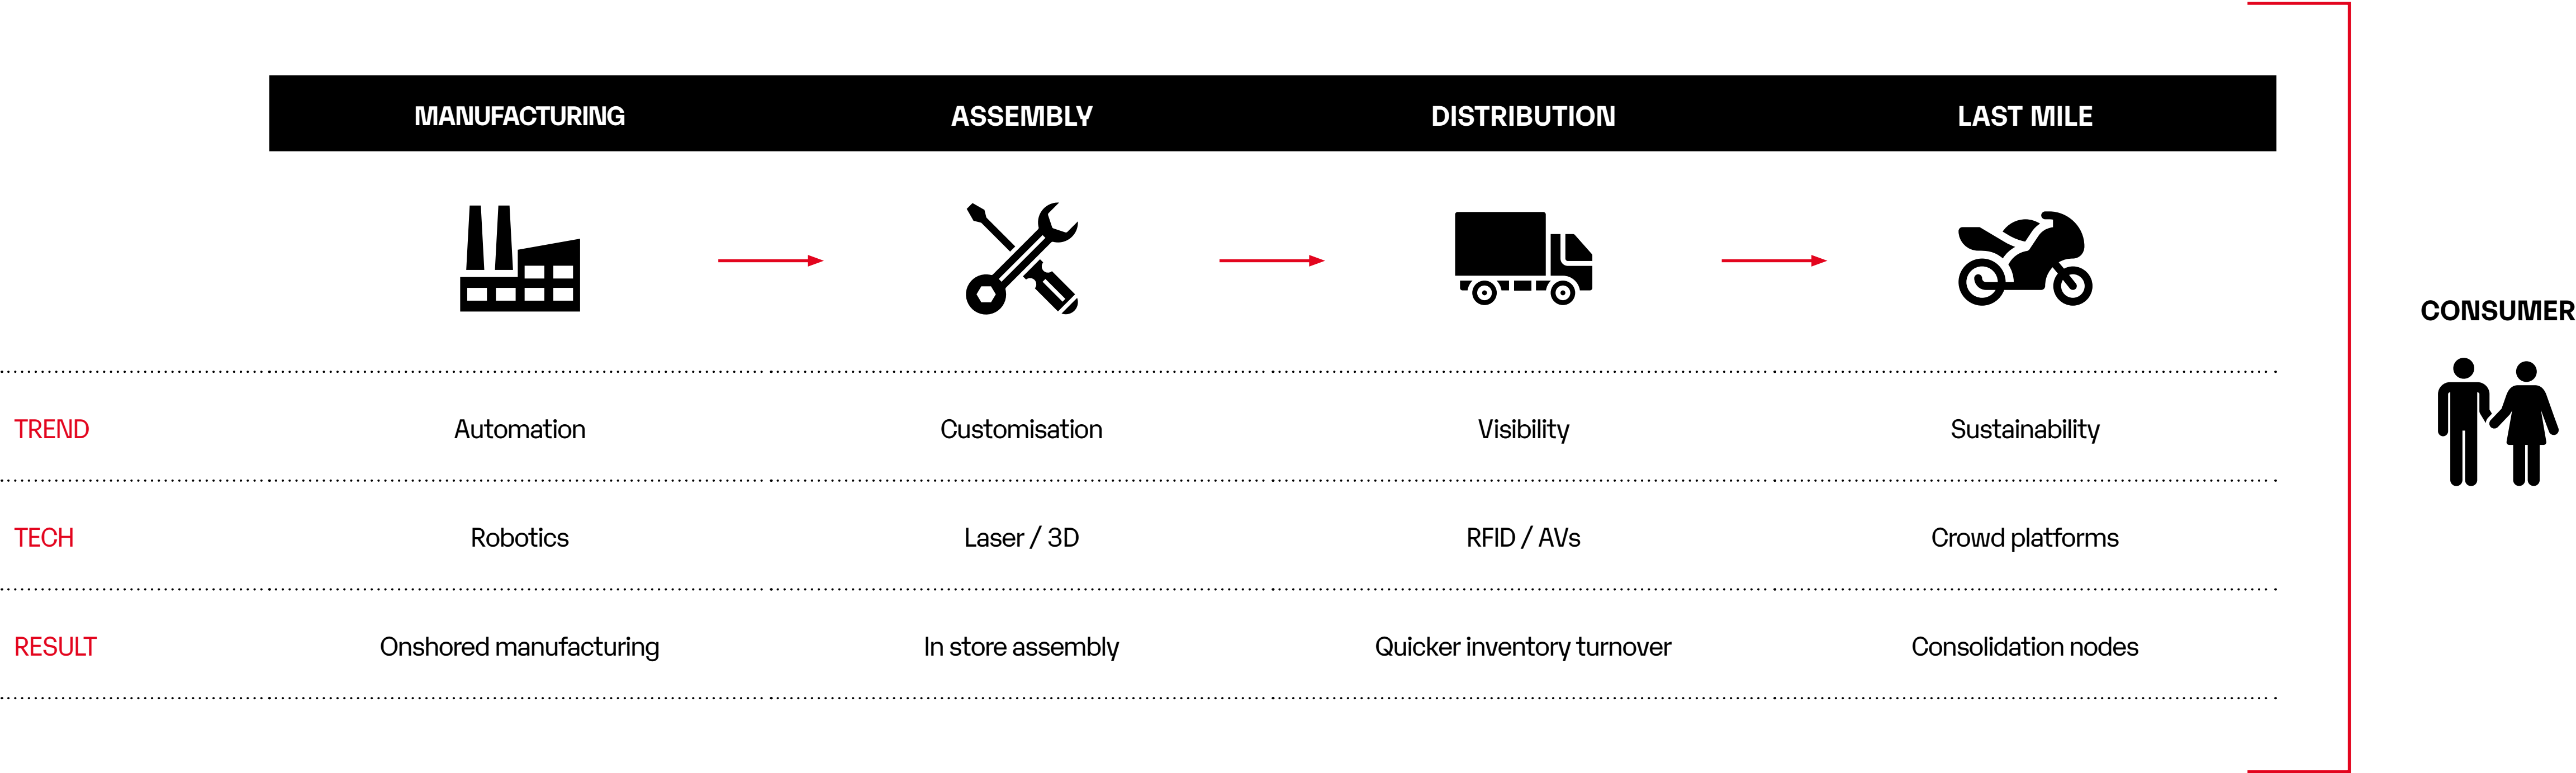 MANUFACTURING ASSEMBLY DISTRIBUTION LAST MILE
CONSUMER
TREND Automation Customisation Visibility Sustainability
TECH Robotics Laser / 3D RFID / AVs Crowd platforms
RESULT Onshored manufacturing In store assembly Quicker inventory turnover Consolidation nodes